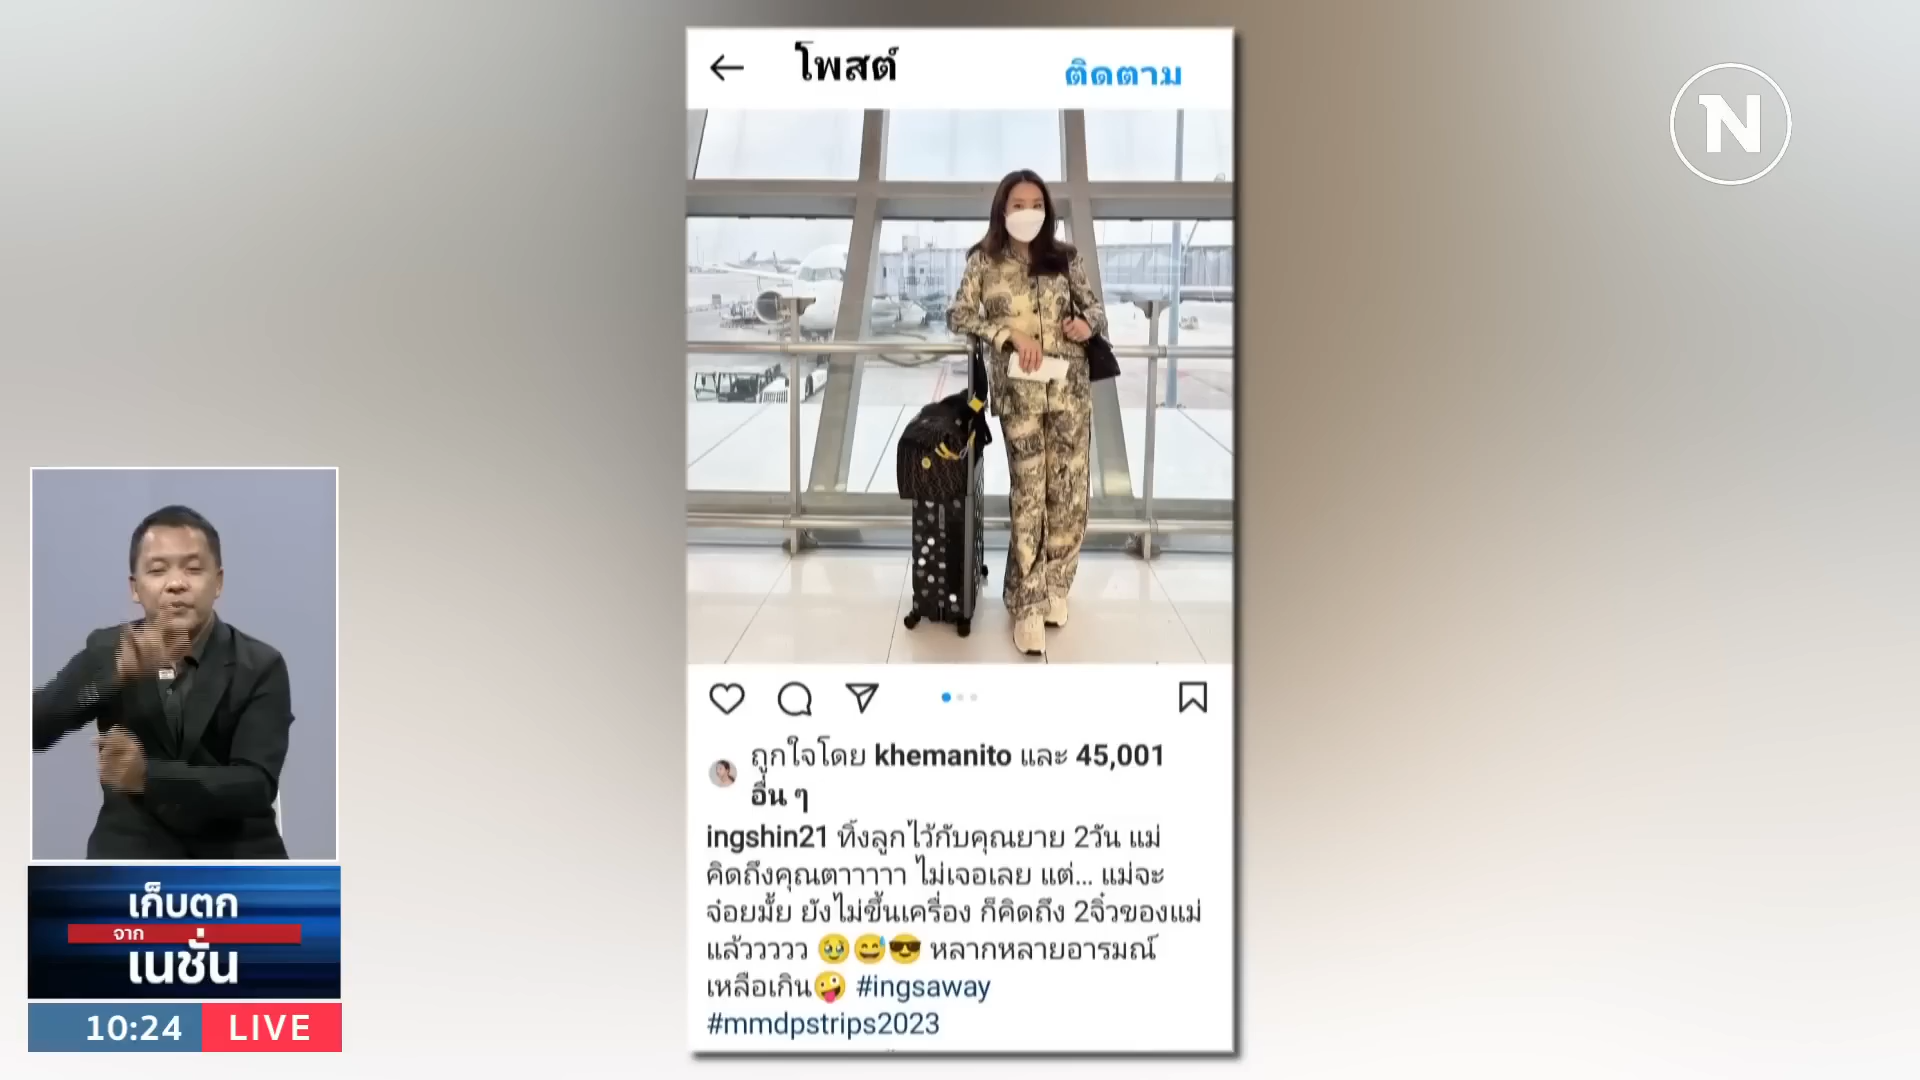 โพสต์
ติดตาม
N
ถูกใจโดย khemanito และ 45,001
อื่น ๆ
ingshin21 ทิ้งลูกไว้กับคุณยาย 2วัน แม่
คิดถึงคุณตาาาาา ไม่เจอเลย แต่... แม่จะ
จ๋อยมั้ย ยังไม่ขึ้นเครื่อง ก็คิดถึง 2จิ๋วของแม่
แล้ววววว 🥹😅😎 หลากหลายอารมณ์
เหลือเกิน🤪 #ingsaway
#mmdpstrips2023
เก็บตก
จาก
เนชั่น
10:24 LIVE